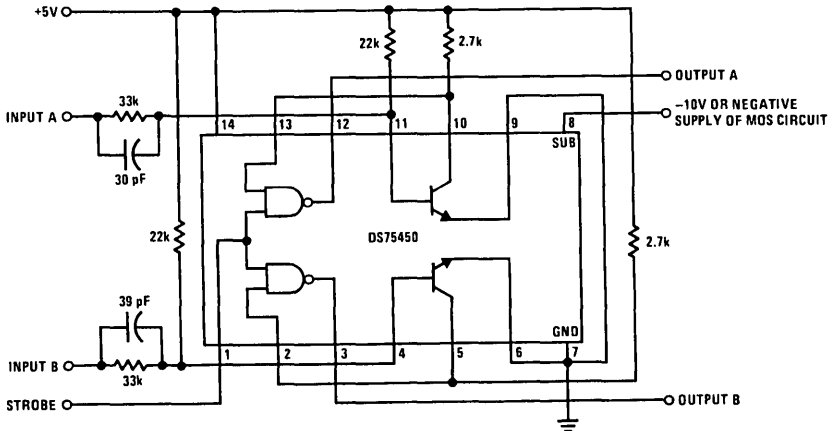 +5V
22k
2.7k
OUTPUT A
33k
INPUT A
–10V OR NEGATIVE
SUPPLY OF MOS CIRCUIT
30 pF
14 13 12 11 10 9 8
SUB
DS75450
22k
2.7k
39 pF
GND
1 2 3 4 5 6 7
INPUT B
33k
STROBE
OUTPUT B